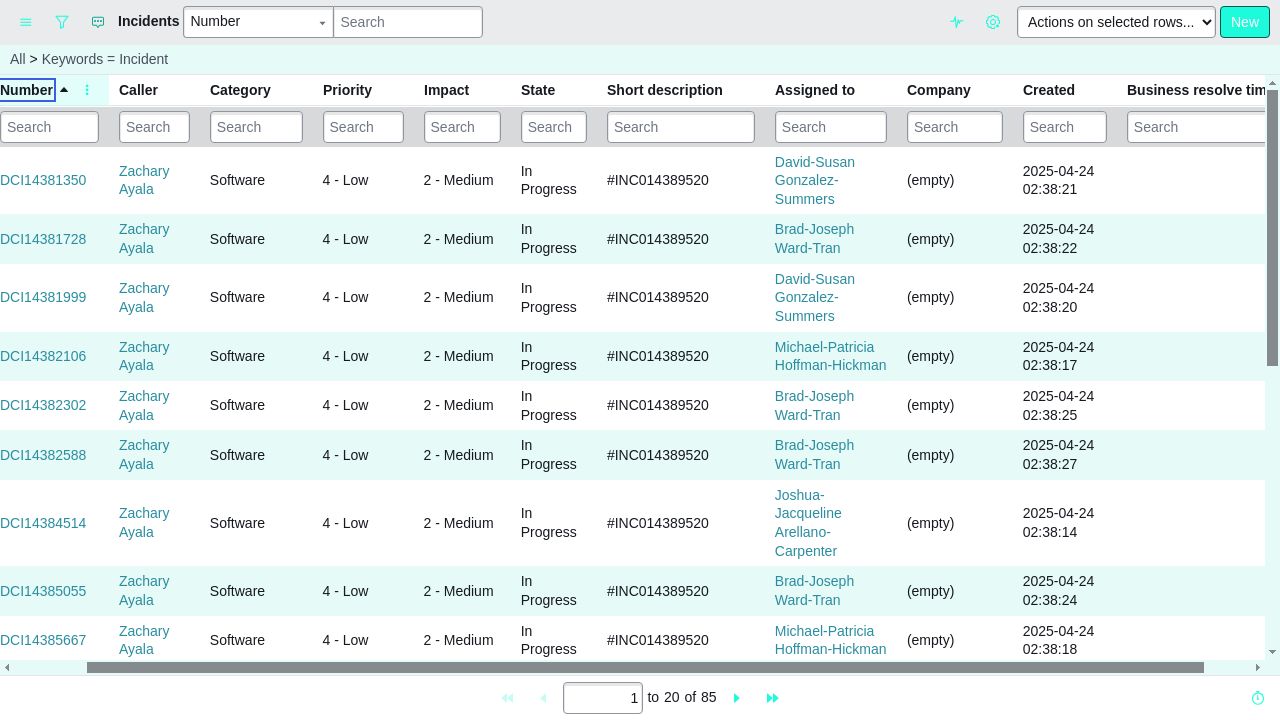 Incidents Number Search Actions on selected rows... New
All > Keywords = Incident
Number Caller Category Priority Impact State Short description Assigned to Company Created Business resolve tim
Search Search Search Search Search Search Search Search Search Search Search
DCI14381350 Zachary Ayala Software 4 - Low 2 - Medium In Progress #INC014389520 David-Susan Gonzalez-Summers (empty) 2025-04-24 02:38:21
DCI14381728 Zachary Ayala Software 4 - Low 2 - Medium In Progress #INC014389520 Brad-Joseph Ward-Tran (empty) 2025-04-24 02:38:22
DCI14381999 Zachary Ayala Software 4 - Low 2 - Medium In Progress #INC014389520 David-Susan Gonzalez-Summers (empty) 2025-04-24 02:38:20
DCI14382106 Zachary Ayala Software 4 - Low 2 - Medium In Progress #INC014389520 Michael-Patricia Hoffman-Hickman (empty) 2025-04-24 02:38:17
DCI14382302 Zachary Ayala Software 4 - Low 2 - Medium In Progress #INC014389520 Brad-Joseph Ward-Tran (empty) 2025-04-24 02:38:25
DCI14382588 Zachary Ayala Software 4 - Low 2 - Medium In Progress #INC014389520 Brad-Joseph Ward-Tran (empty) 2025-04-24 02:38:27
DCI14384514 Zachary Ayala Software 4 - Low 2 - Medium In Progress #INC014389520 Joshua-Jacqueline Arellano-Carpenter (empty) 2025-04-24 02:38:14
DCI14385055 Zachary Ayala Software 4 - Low 2 - Medium In Progress #INC014389520 Brad-Joseph Ward-Tran (empty) 2025-04-24 02:38:24
DCI14385667 Zachary Ayala Software 4 - Low 2 - Medium In Progress #INC014389520 Michael-Patricia Hoffman-Hickman (empty) 2025-04-24 02:38:18
1 to 20 of 85